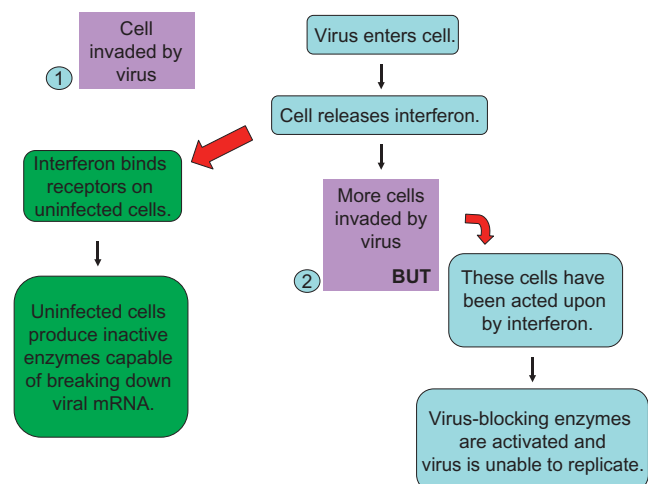 Cell
invaded by
virus
1
Virus enters cell.
Cell releases interferon.
Interferon binds
receptors on
uninfected cells.
Uninfected cells
produce inactive
enzymes capable
of breaking down
viral mRNA.
More cells
invaded by
virus
BUT
2
These cells have
been acted upon
by interferon.
Virus-blocking enzymes
are activated and
virus is unable to replicate.